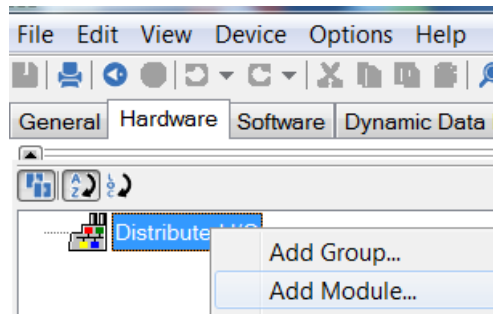 File Edit View Device Options Help
General Hardware Software Dynamic Data
Add Group...
Add Module...